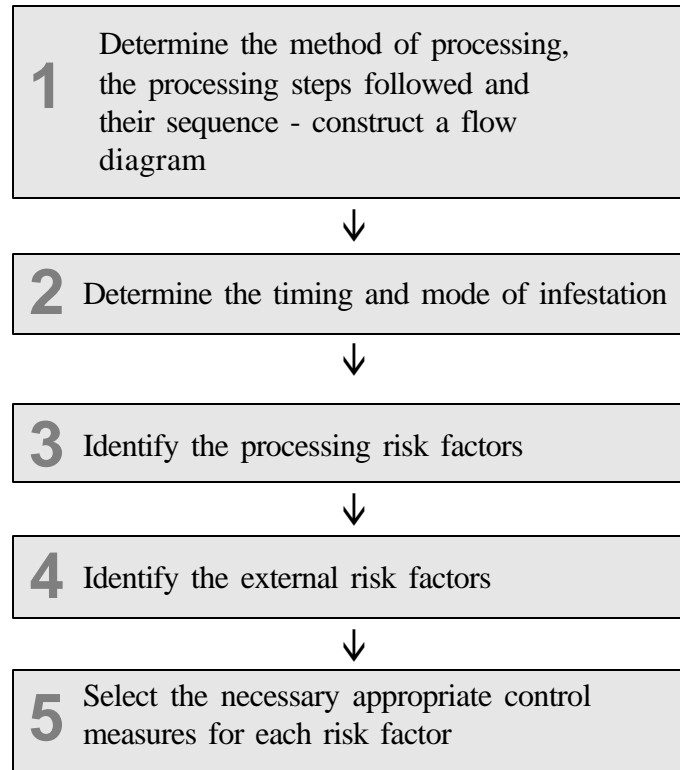 1
Determine the method of processing,
the processing steps followed and
their sequence - construct a flow
diagram
2 Determine the timing and mode of infestation
3 Identify the processing risk factors
4 Identify the external risk factors
5
Select the necessary appropriate control
measures for each risk factor